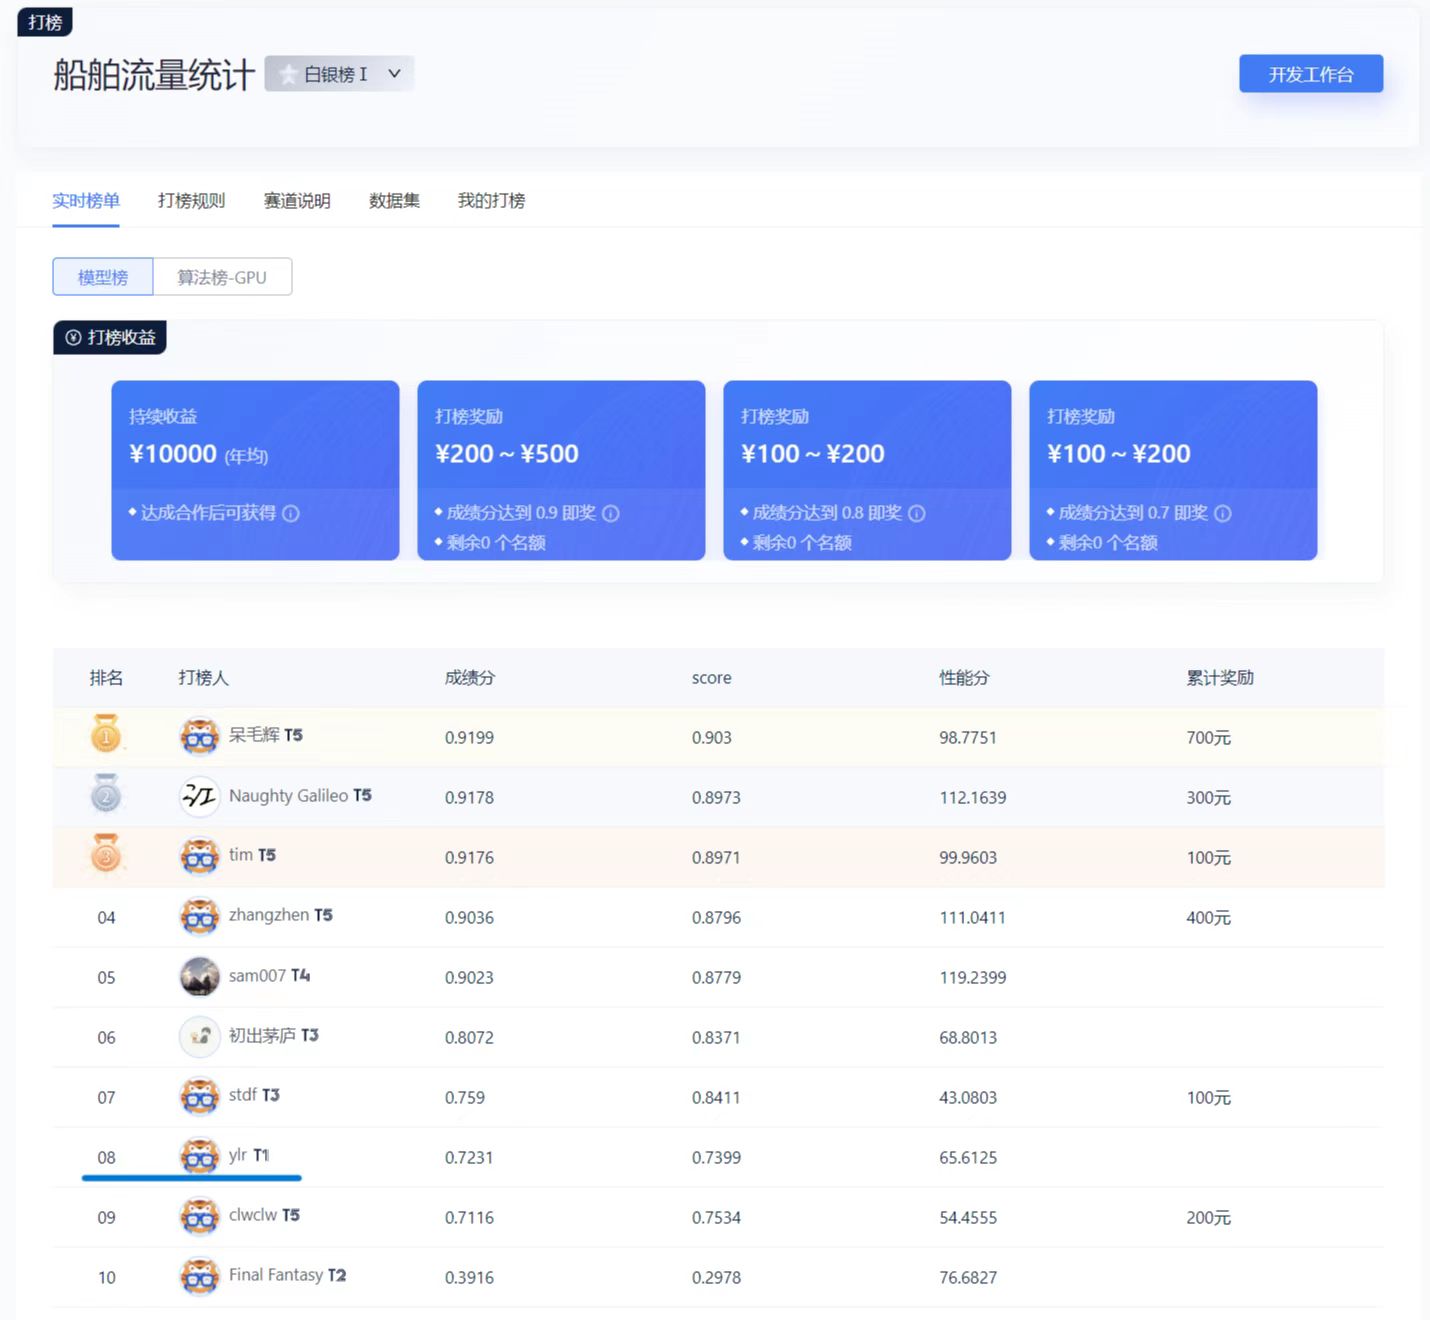 打榜
船舶流量统计 白银榜 I
开发工作台
实时榜单 打榜规则 赛道说明 数据集 我的打榜
模型榜 算法榜-GPU
打榜收益
持续收益
¥10000 (年均)
达成合作后可获得
打榜奖励
¥200 ~ ¥500
成绩分达到 0.9 即奖
剩余0 个名额
打榜奖励
¥100 ~ ¥200
成绩分达到 0.8 即奖
剩余0 个名额
打榜奖励
¥100 ~ ¥200
成绩分达到 0.7 即奖
剩余0 个名额
排名 打榜人 成绩分 score 性能分 累计奖励
1 呆毛辉 T5 0.9199 0.903 98.7751 700元
2 Naughty Galileo T5 0.9178 0.8973 112.1639 300元
3 tim T5 0.9176 0.8971 99.9603 100元
04 zhangzhen T5 0.9036 0.8796 111.0411 400元
05 sam007 T4 0.9023 0.8779 119.2399
06 初出茅庐 T3 0.8072 0.8371 68.8013
07 stdf T3 0.759 0.8411 43.0803 100元
08 ylr T1 0.7231 0.7399 65.6125
09 clwclw T5 0.7116 0.7534 54.4555 200元
10 Final Fantasy T2 0.3916 0.2978 76.6827